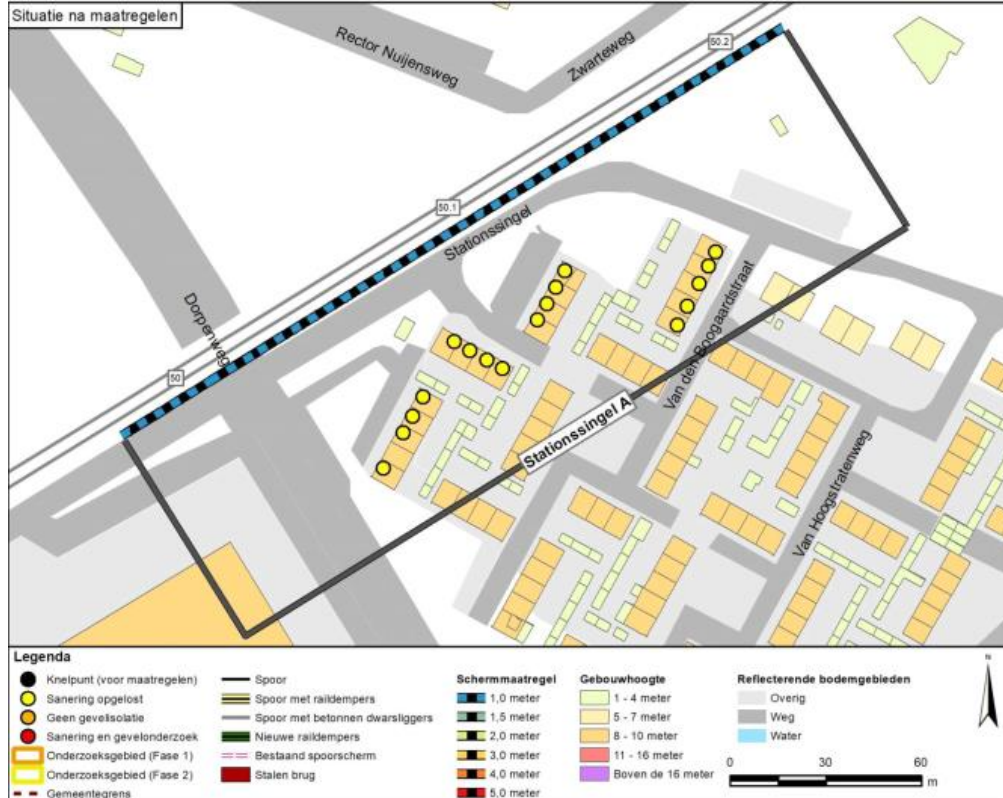 Situatie na maatregelen
Rector Nuijensweg
Zwarteweg
50.2
50.1
Stationssingel
Dorpenweg
50
Van den Boogaardstraat
Stationssingel A
Van Hoogstratenweg
Legenda
Knelpunt (voor maatregelen)
Sanering opgelost
Geen gevelisolatie
Sanering en gevelonderzoek
Onderzoeksgebied (Fase 1)
Onderzoeksgebied (Fase 2)
Gemeentegrens
Spoor
Spoor met raildempers
Spoor met betonnen dwarsliggers
Nieuwe raildempers
Bestaand spoorscherm
Stalen brug
Schermmaatregel
1,0 meter
1,5 meter
2,0 meter
3,0 meter
4,0 meter
5,0 meter
Gebouwhoogte
1 - 4 meter
5 - 7 meter
8 - 10 meter
11 - 16 meter
Boven de 16 meter
Reflecterende bodemgebieden
Overig
Weg
Water
N
0 30 60
m